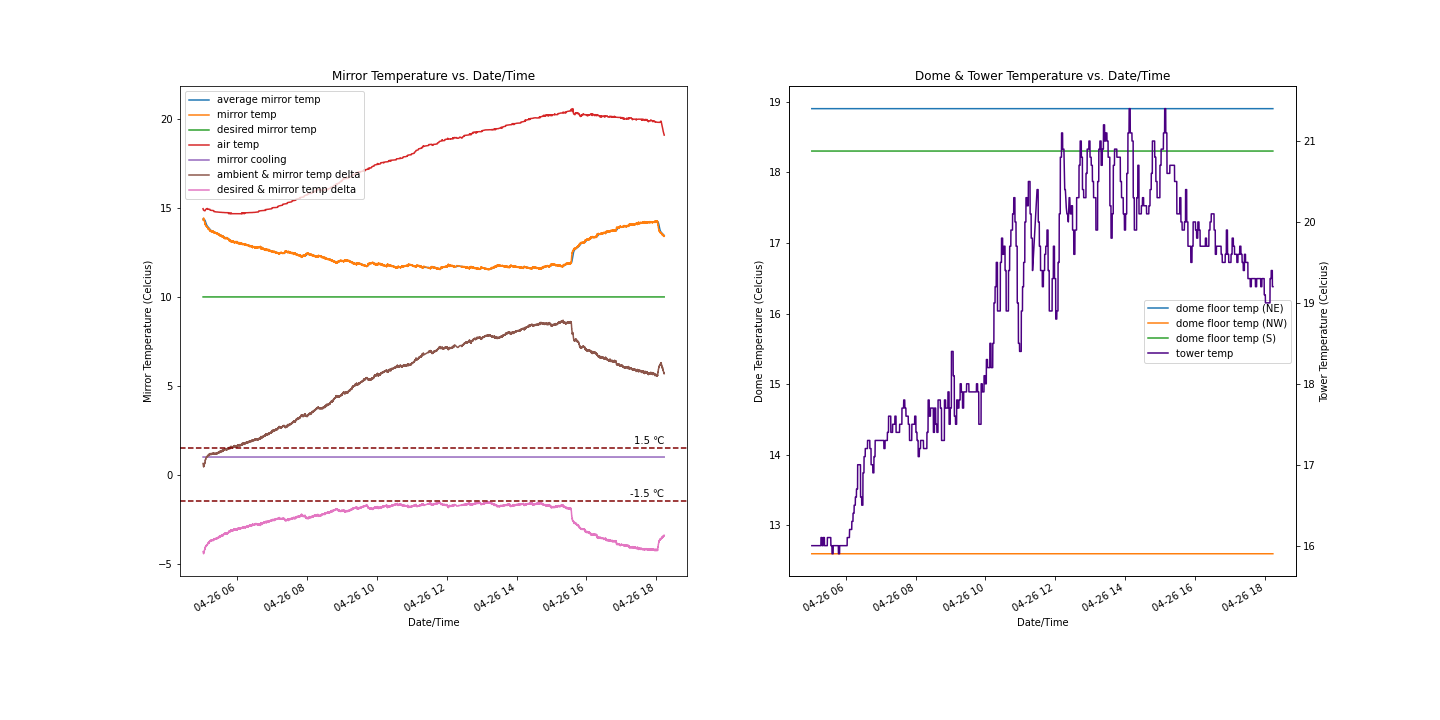 Mirror Temperature vs. Date/Time
average mirror temp
mirror temp
desired mirror temp
air temp
mirror cooling
ambient & mirror temp delta
desired & mirror temp delta
20
15
10
5
0
−5
Mirror Temperature (Celcius)
1.5 °C
-1.5 °C
04-26 06
04-26 08
04-26 10
04-26 12
04-26 14
04-26 16
04-26 18
Date/Time
Dome & Tower Temperature vs. Date/Time
19
18
17
16
15
14
13
Dome Temperature (Celcius)
dome floor temp (NE)
dome floor temp (NW)
dome floor temp (S)
tower temp
21
20
19
18
17
16
Tower Temperature (Celcius)
04-26 06
04-26 08
04-26 10
04-26 12
04-26 14
04-26 16
04-26 18
Date/Time